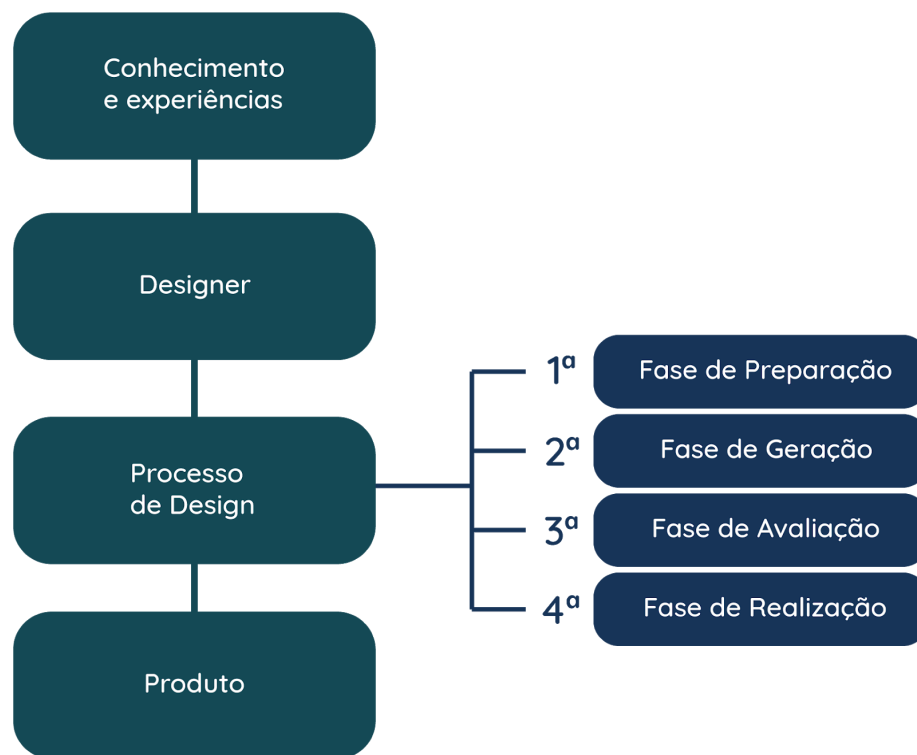 Conhecimento
e experiências
Designer
Processo
de Design
1ª Fase de Preparação
2ª Fase de Geração
3ª Fase de Avaliação
4ª Fase de Realização
Produto